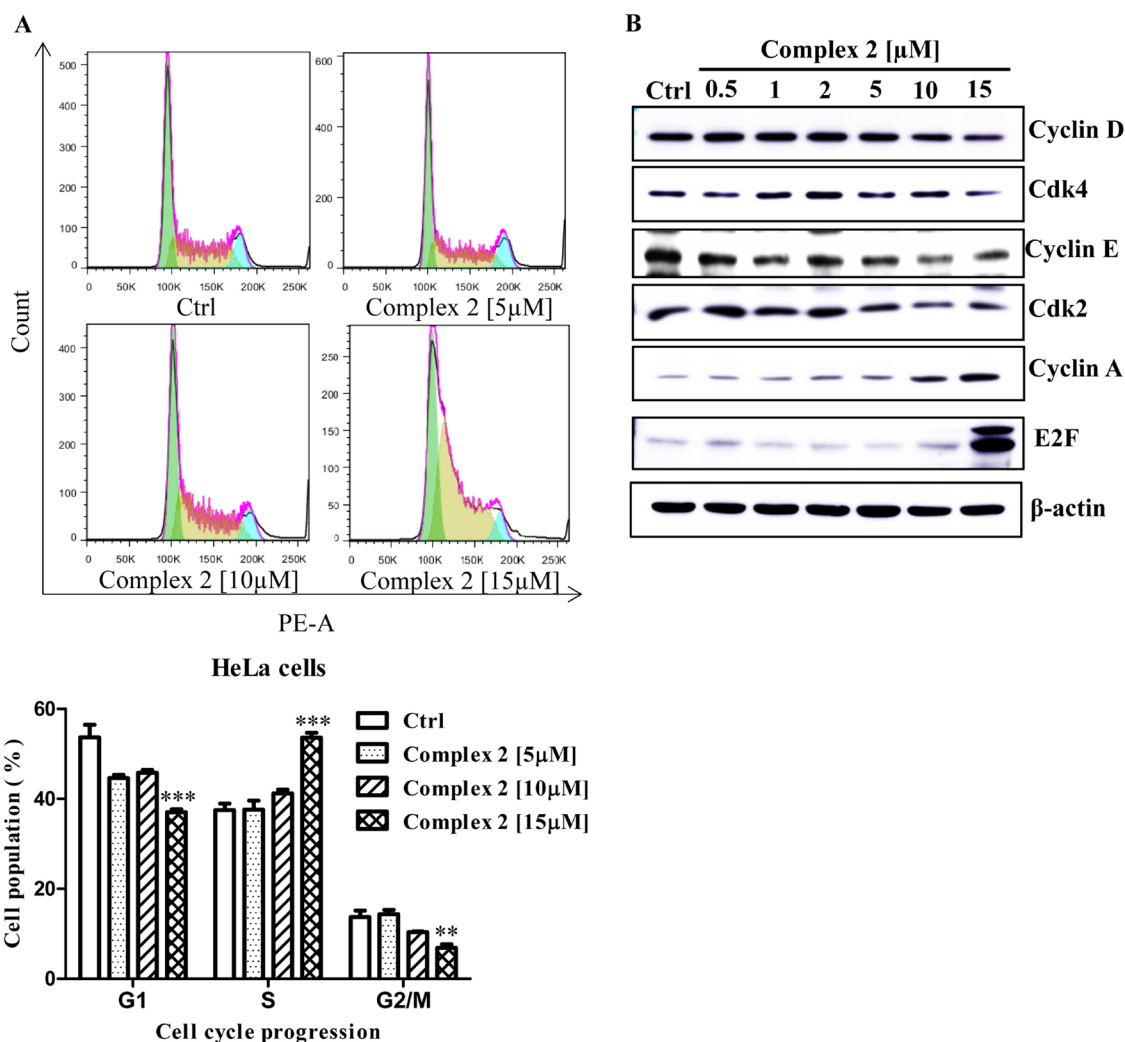 A
500
400
300
200
100
0
0 50K 100K 150K 200K 250K
Ctrl
600
400
200
0
0 50K 100K 150K 200K 250K
Complex 2 [5µM]
400
300
200
100
0
0 50K 100K 150K 200K 250K
Complex 2 [10µM]
250
200
150
100
50
0
0 50K 100K 150K 200K 250K
Complex 2 [15µM]
Count
PE-A
HeLa cells
60
40
20
0
Cell population ( %)
***
***
**
Ctrl
Complex 2 [5µM]
Complex 2 [10µM]
Complex 2 [15µM]
G1 S G2/M
Cell cycle progression
B
Complex 2 [µM]
Ctrl 0.5 1 2 5 10 15
Cyclin D
Cdk4
Cyclin E
Cdk2
Cyclin A
E2F
β-actin